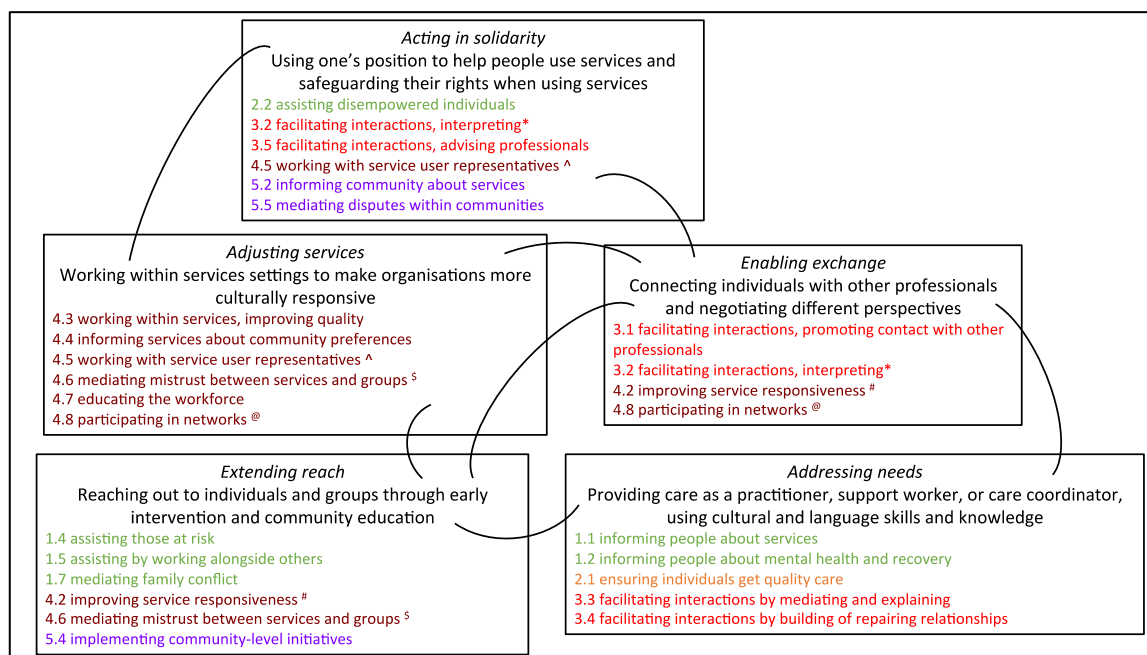 Acting in solidarity
Using one's position to help people use services and
safeguarding their rights when using services
2.2 assisting disempowered individuals
3.2 facilitating interactions, interpreting*
3.5 facilitating interactions, advising professionals
4.5 working with service user representatives ^
5.2 informing community about services
5.5 mediating disputes within communities
Adjusting services
Working within services settings to make organisations more
culturally responsive
4.3 working within services, improving quality
4.4 informing services about community preferences
4.5 working with service user representatives ^
4.6 mediating mistrust between services and groups $
4.7 educating the workforce
4.8 participating in networks @
Enabling exchange
Connecting individuals with other professionals
and negotiating different perspectives
3.1 facilitating interactions, promoting contact with other
professionals
3.2 facilitating interactions, interpreting*
4.2 improving service responsiveness #
4.8 participating in networks @
Extending reach
Reaching out to individuals and groups through early
intervention and community education
1.4 assisting those at risk
1.5 assisting by working alongside others
1.7 mediating family conflict
4.2 improving service responsiveness #
4.6 mediating mistrust between services and groups $
5.4 implementing community-level initiatives
Addressing needs
Providing care as a practitioner, support worker, or care coordinator,
using cultural and language skills and knowledge
1.1 informing people about services
1.2 informing people about mental health and recovery
2.1 ensuring individuals get quality care
3.3 facilitating interactions by mediating and explaining
3.4 facilitating interactions by building of repairing relationships